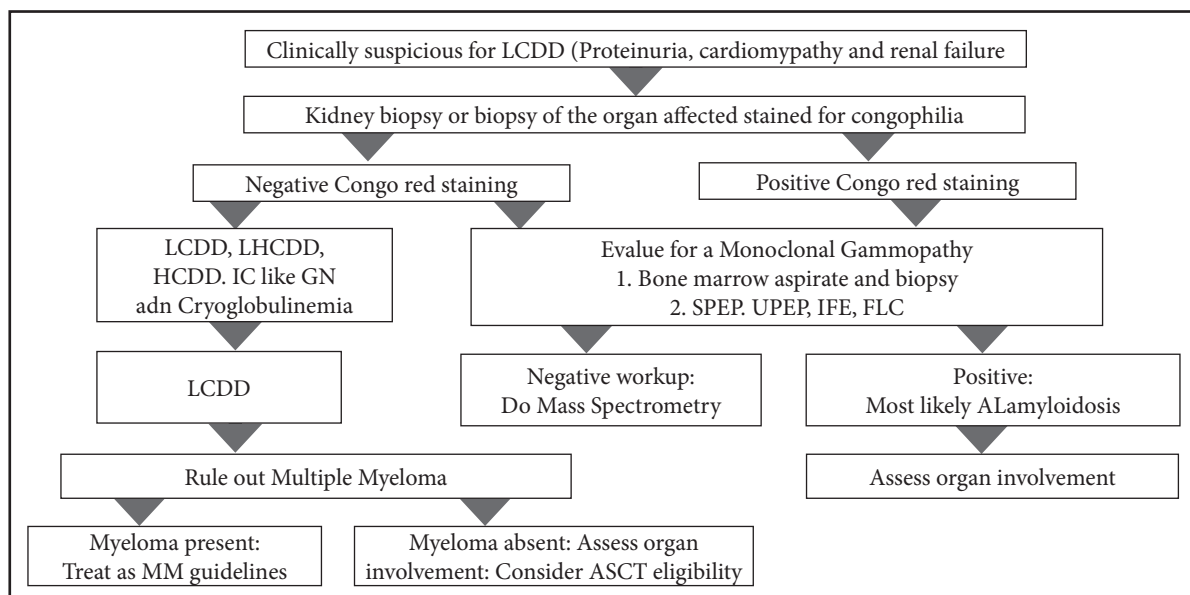 Clinically suspicious for LCDD (Proteinuria, cardiomypathy and renal failure
Kidney biopsy or biopsy of the organ affected stained for congophilia
Negative Congo red staining
Positive Congo red staining
LCDD, LHCDD,
HCDD. IC like GN
adn Cryoglobulinemia
Evalue for a Monoclonal Gammopathy
1. Bone marrow aspirate and biopsy
2. SPEP. UPEP, IFE, FLC
LCDD
Negative workup:
Do Mass Spectrometry
Positive:
Most likely ALamyloidosis
Rule out Multiple Myeloma
Assess organ involvement
Myeloma present:
Treat as MM guidelines
Myeloma absent: Assess organ
involvement: Consider ASCT eligibility